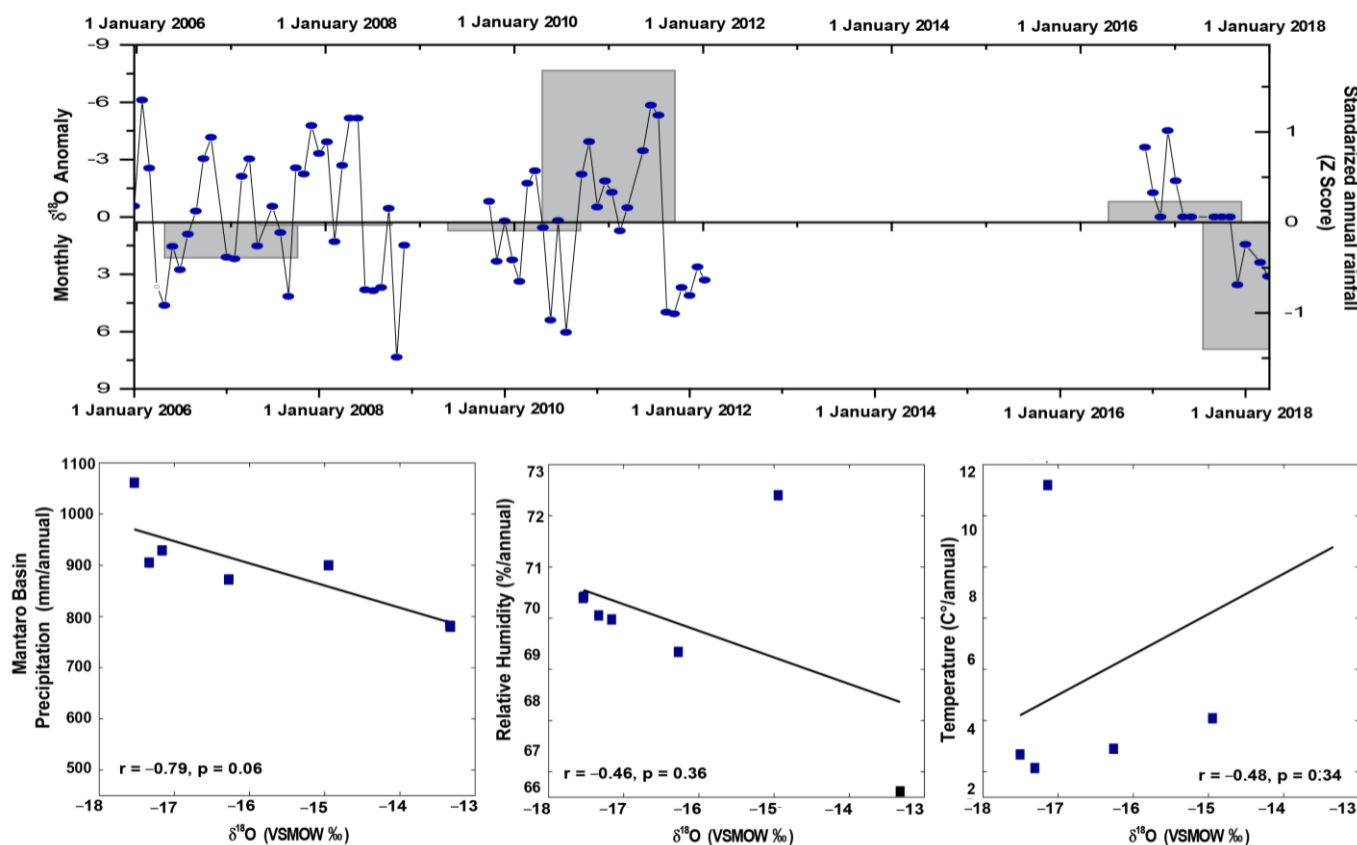 1 January 2006 1 January 2008 1 January 2010 1 January 2012 1 January 2014 1 January 2016 1 January 2018
Monthly δ¹⁸O Anomaly
-9
-6
-3
0
3
6
9
1
0
-1
Standarized annual rainfall
(Z Score)
1 January 2006 1 January 2008 1 January 2010 1 January 2012 1 January 2014 1 January 2016 1 January 2018
Mantaro Basin
Precipitation (mm/annual)
1100
1000
900
800
700
600
500
r = −0.79, p = 0.06
−18 −17 −16 −15 −14 −13
δ¹⁸O (VSMOW ‰)
Relative Humidity (%/annual)
73
72
71
70
69
68
67
66
r = −0.46, p = 0.36
−18 −17 −16 −15 −14 −13
δ¹⁸O (VSMOW ‰)
Temperature (C°/annual)
12
10
8
6
4
2
r = −0.48, p = 0.34
−18 −17 −16 −15 −14 −13
δ¹⁸O (VSMOW ‰)